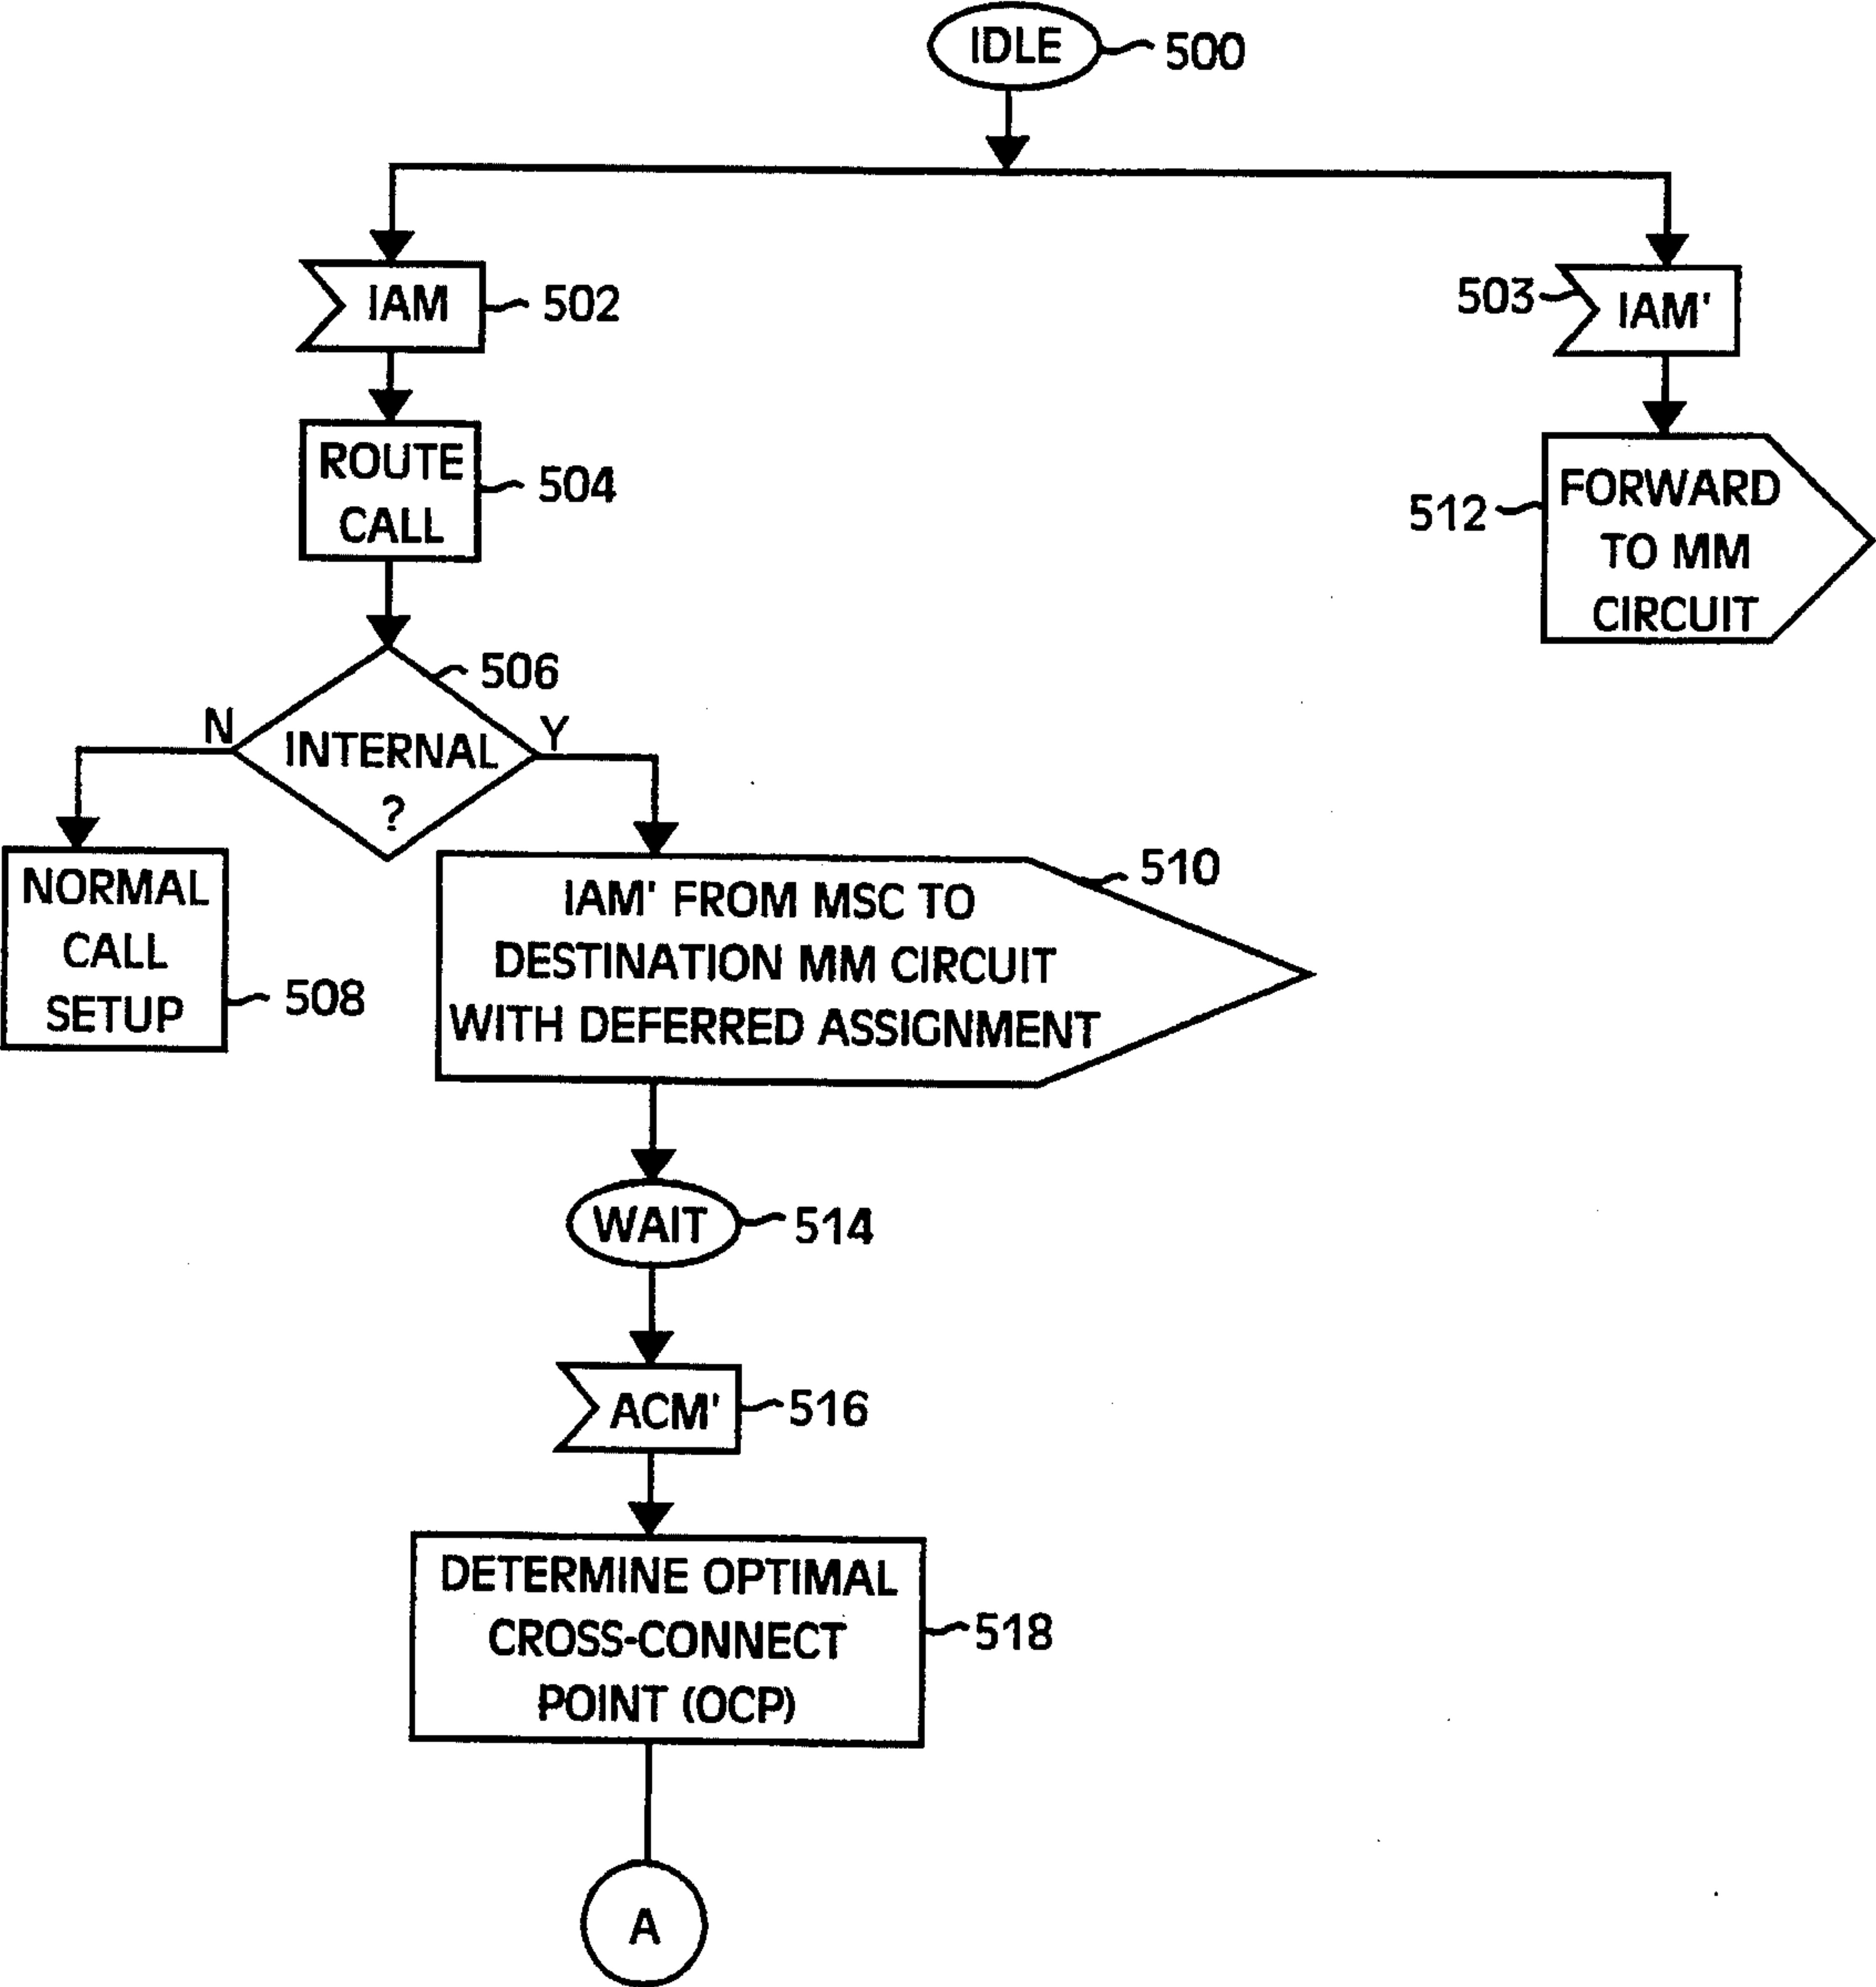 IDLE 500
IAM 502
503 IAM'
ROUTE
CALL
504
512
FORWARD
TO MM
CIRCUIT
506
N
INTERNAL
?
Y
NORMAL
CALL
SETUP
508
510
IAM' FROM MSC TO
DESTINATION MM CIRCUIT
WITH DEFERRED ASSIGNMENT
WAIT 514
ACM' 516
DETERMINE OPTIMAL
CROSS-CONNECT
POINT (OCP)
518
A